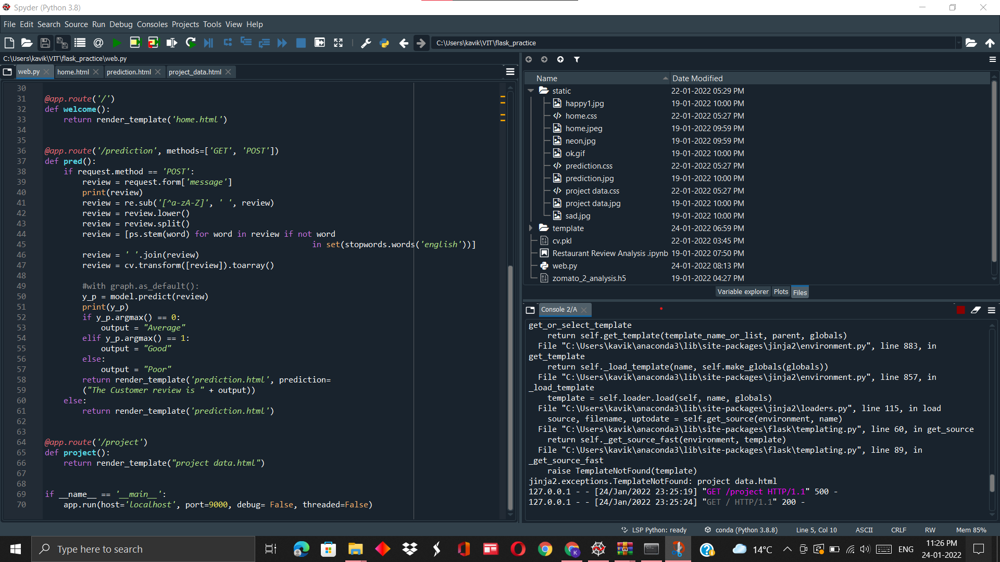 Spyder (Python 3.8)
File Edit Search Source Run Debug Consoles Projects Tools View Help
C:\Users\kavik\VIT\flask_practice
C:\Users\kavik\VIT\flask_practice\web.py
web.py home.html prediction.html project_data.html
30
31 @app.route('/')
32 def welcome():
33 return render_template('home.html')
34
35
36 @app.route('/prediction', methods=['GET', 'POST'])
37 def pred():
38 if request.method == 'POST':
39 review = request.form['message']
40 print(review)
41 review = re.sub('[^a-zA-Z]', ' ', review)
42 review = review.lower()
43 review = review.split()
44 review = [ps.stem(word) for word in review if not word
45 in set(stopwords.words('english'))]
46 review = ' '.join(review)
47 review = cv.transform([review]).toarray()
48
49 #with graph.as_default():
50 y_p = model.predict(review)
51 print(y_p)
52 if y_p.argmax() == 0:
53 output = "Average"
54 elif y_p.argmax() == 1:
55 output = "Good"
56 else:
57 output = "Poor"
58 return render_template('prediction.html', prediction=
59 ("The Customer review is " + output))
60 else:
61 return render_template('prediction.html')
62
63
64 @app.route('/project')
65 def project():
66 return render_template("project data.html")
67
68
69 if __name__ == '__main__':
70 app.run(host='localhost', port=9000, debug= False, threaded=False)
Name Date Modified
static 22-01-2022 05:29 PM
happy1.jpg 19-01-2022 10:00 PM
home.css 22-01-2022 05:27 PM
home.jpeg 19-01-2022 09:59 PM
neon.jpg 19-01-2022 09:59 PM
ok.gif 19-01-2022 10:00 PM
prediction.css 22-01-2022 05:27 PM
prediction.jpg 19-01-2022 10:00 PM
project data.css 22-01-2022 05:27 PM
project data.jpg 19-01-2022 10:00 PM
sad.jpg 19-01-2022 10:00 PM
template 24-01-2022 06:59 PM
cv.pkl 22-01-2022 03:45 PM
Restaurant Review Analysis .ipynb 19-01-2022 07:50 PM
web.py 24-01-2022 08:13 PM
zomato_2_analysis.h5 19-01-2022 04:27 PM
Variable explorer Plots Files
Console 2/A
get_or_select_template
return self.get_template(template_name_or_list, parent, globals)
File "C:\Users\kavik\anaconda3\lib\site-packages\jinja2\environment.py", line 883, in
get_template
return self._load_template(name, self.make_globals(globals))
File "C:\Users\kavik\anaconda3\lib\site-packages\jinja2\environment.py", line 857, in
_load_template
template = self.loader.load(self, name, globals)
File "C:\Users\kavik\anaconda3\lib\site-packages\jinja2\loaders.py", line 115, in load
source, filename, uptodate = self.get_source(environment, name)
File "C:\Users\kavik\anaconda3\lib\site-packages\flask\templating.py", line 60, in get_source
return self._get_source_fast(environment, template)
File "C:\Users\kavik\anaconda3\lib\site-packages\flask\templating.py", line 89, in
_get_source_fast
raise TemplateNotFound(template)
jinja2.exceptions.TemplateNotFound: project data.html
127.0.0.1 - - [24/Jan/2022 23:25:19] "GET /project HTTP/1.1" 500 -
127.0.0.1 - - [24/Jan/2022 23:25:24] "GET / HTTP/1.1" 200 -
LSP Python: ready conda (Python 3.8.8) Line 5, Col 10 ASCII CRLF RW Mem 85%
Type here to search
14°C ENG
11:26 PM
24-01-2022